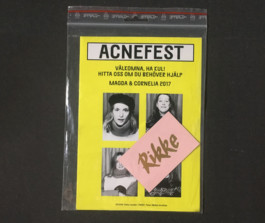 ACNEFEST
VÄLKOMNA, HA KUL!
HITTA OSS OM DU BEHÖVER HJÄLP
MAGDA & CORNELIA 2017
Rikke